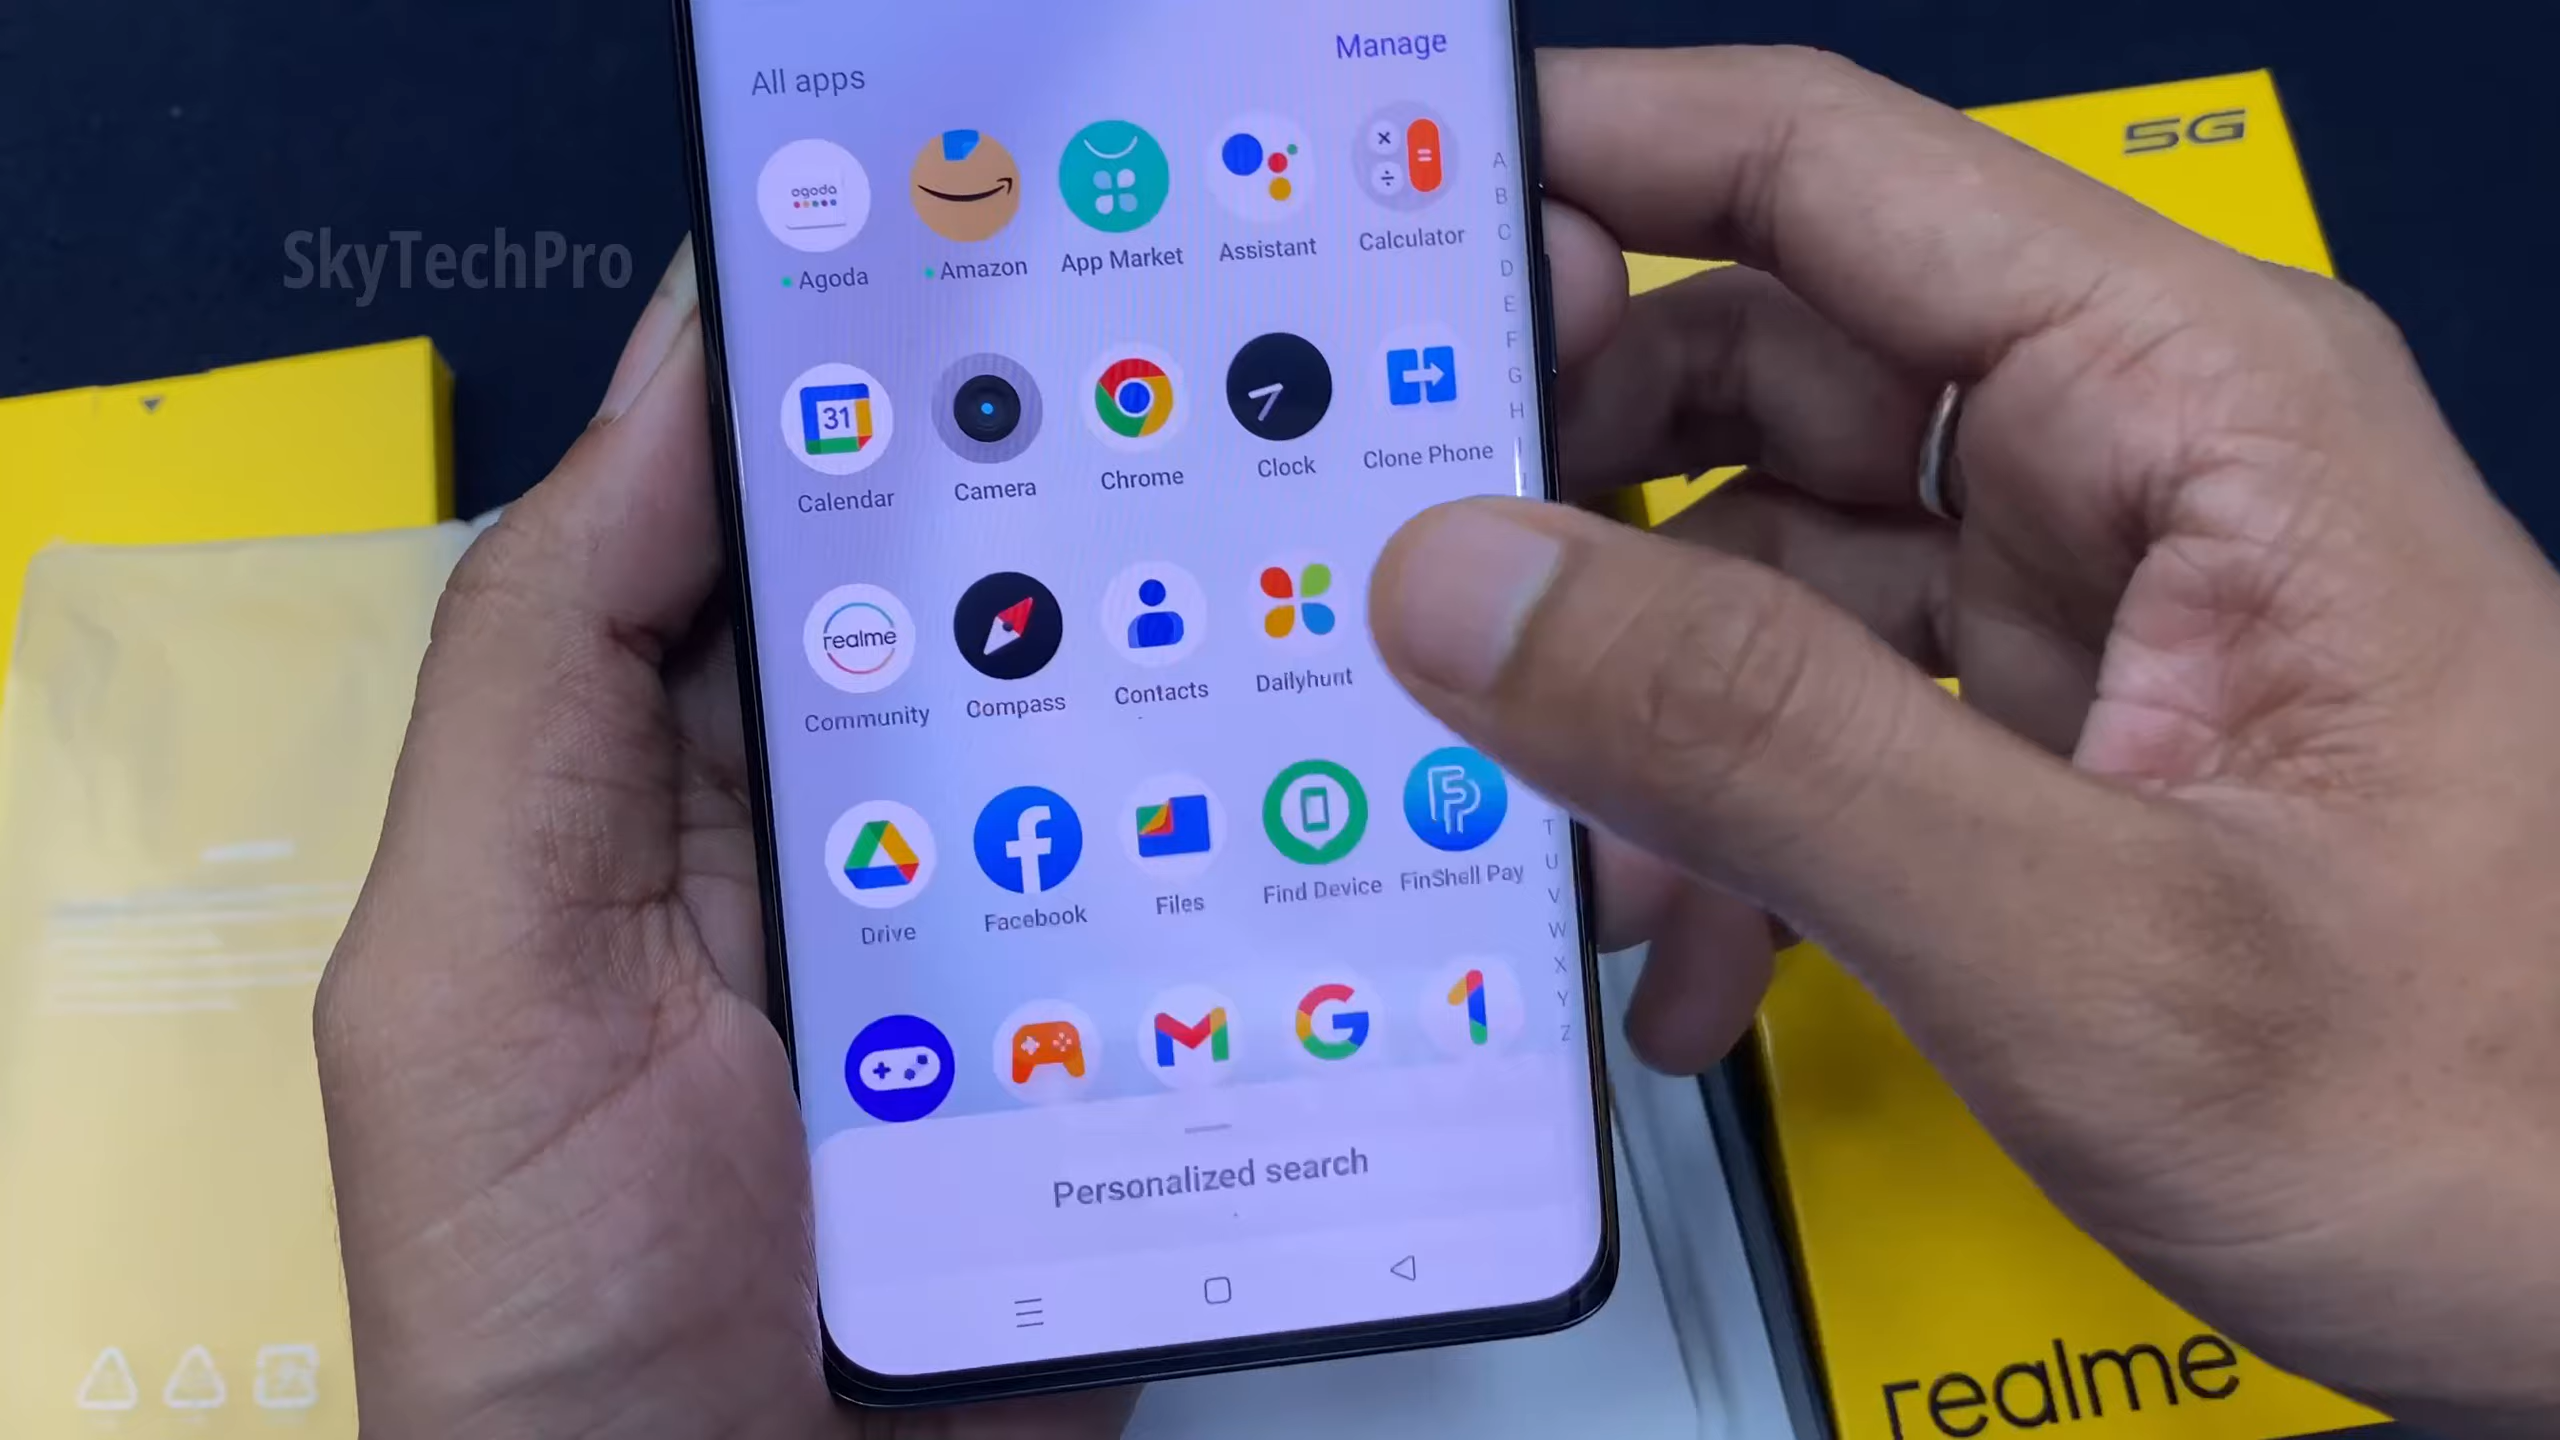 Manage
All apps
5G
agoda
Agoda
Amazon
App Market
Assistant
Calculator
SkyTechPro
31
Calendar
Camera
Chrome
Clock
Clone Phone
realme
Community
Compass
Contacts
Dailyhunt
Drive
Facebook
Files
Find Device
FinShell Pay
A
B
C
D
E
F
G
H
T
U
V
W
X
Y
Z
Personalized search
realme